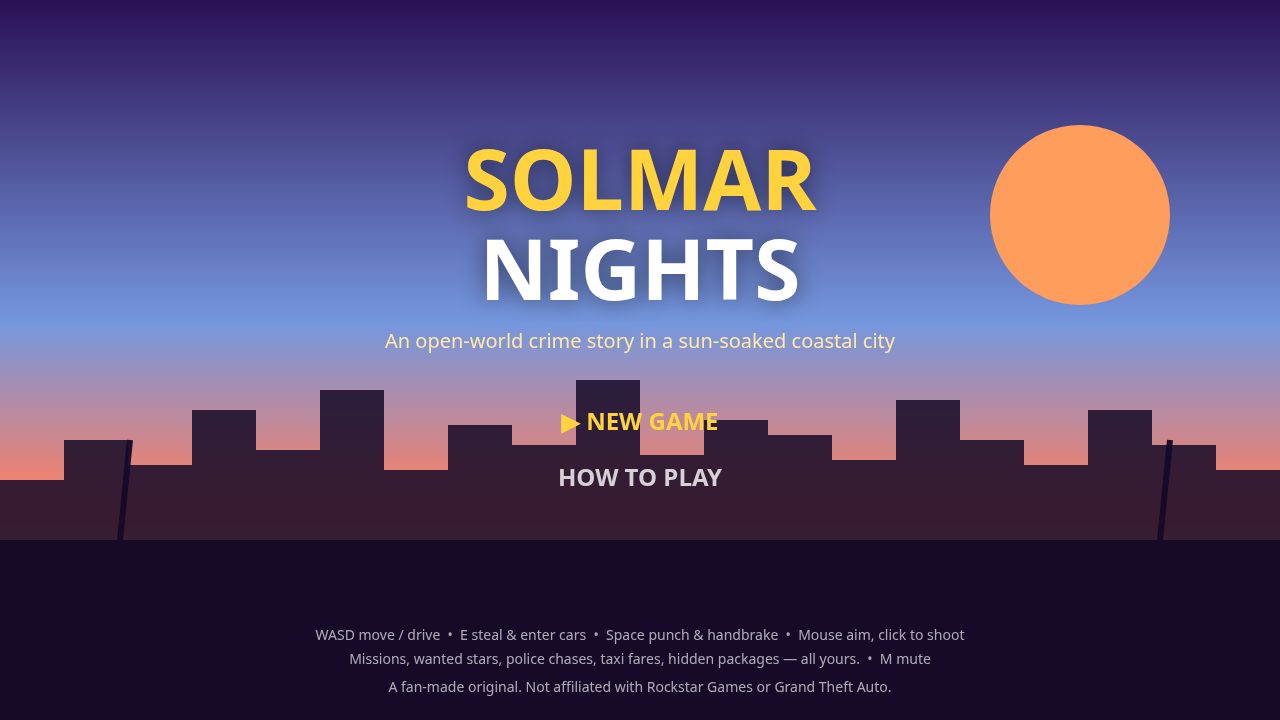 SOLMAR
NIGHTS
An open-world crime story in a sun-soaked coastal city
▶ NEW GAME
HOW TO PLAY
WASD move / drive • E steal & enter cars • Space punch & handbrake • Mouse aim, click to shoot
Missions, wanted stars, police chases, taxi fares, hidden packages — all yours. • M mute
A fan-made original. Not affiliated with Rockstar Games or Grand Theft Auto.